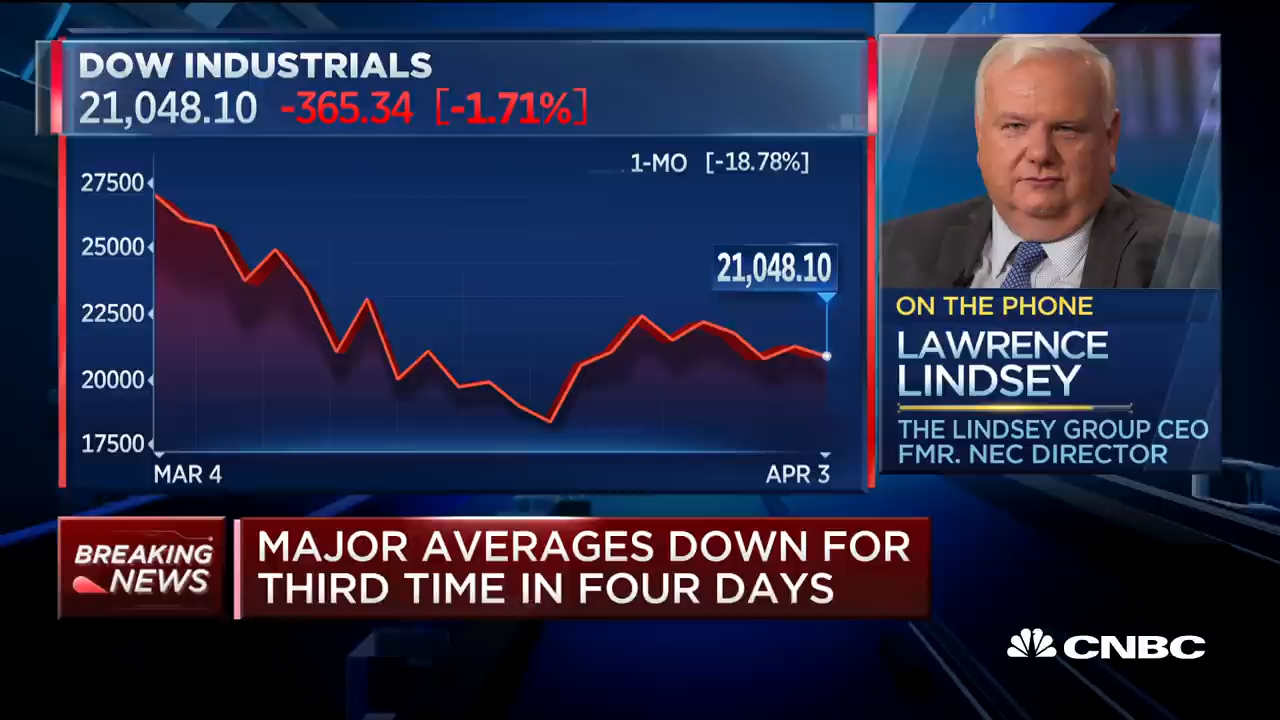 DOW INDUSTRIALS
21,048.10 -365.34 [-1.71%]
1-MO [-18.78%]
27500
25000
22500
20000
17500
21,048.10
MAR 4
APR 3
ON THE PHONE
LAWRENCE
LINDSEY
THE LINDSEY GROUP CEO
FMR. NEC DIRECTOR
BREAKING
NEWS
MAJOR AVERAGES DOWN FOR
THIRD TIME IN FOUR DAYS
CNBC